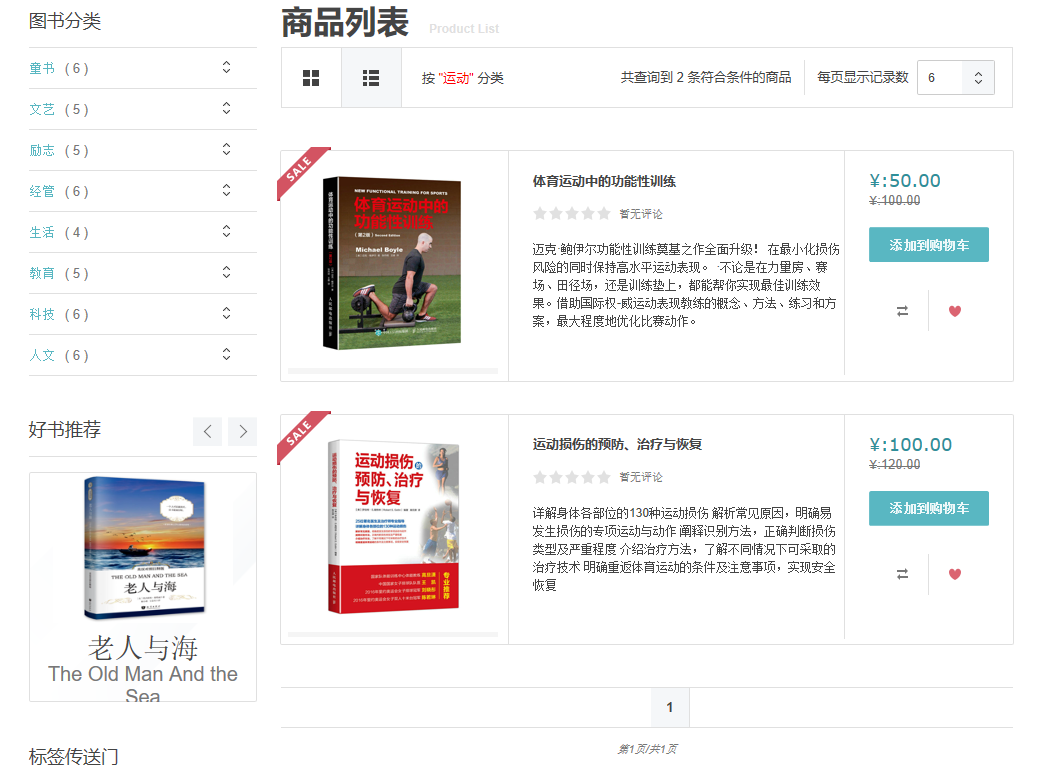 图书分类
童书 ( 6 )
文艺 ( 5 )
励志 ( 5 )
经管 ( 6 )
生活 ( 4 )
教育 ( 5 )
科技 ( 6 )
人文 ( 6 )
好书推荐
THE OLD MAN AND THE SEA
老人与海
老人与海
The Old Man And the
Sea
标签传送门
商品列表 Product List
按 "运动" 分类
共查询到 2 条符合条件的商品
每页显示记录数 6
SALE
NEW FUNCTIONAL TRAINING FOR SPORTS
体育运动中的
功能性训练
(第2版) Second Edition
Michael Boyle
体育运动中的功能性训练
暂无评论
迈克·鲍伊尔功能性训练奠基之作全面升级! 在最小化损伤
风险的同时保持高水平运动表现。 ·不论是在力量房、赛
场、田径场，还是训练垫上，都能帮你实现最佳训练效
果。借助国际权·威运动表现教练的概念、方法、练习和方
案，最大程度地优化比赛动作。
¥:50.00
¥:100.00
添加到购物车
SALE
运动损伤的
预防、治疗
与恢复
专业推荐
运动损伤的预防、治疗与恢复
暂无评论
详解身体各部位的130种运动损伤 解析常见原因，明确易
发生损伤的专项运动与动作 阐释识别方法，正确判断损伤
类型及严重程度 介绍治疗方法，了解不同情况下可采取的
治疗技术 明确重返体育运动的条件及注意事项，实现安全
恢复
¥:100.00
¥:120.00
添加到购物车
1
第1页/共1页